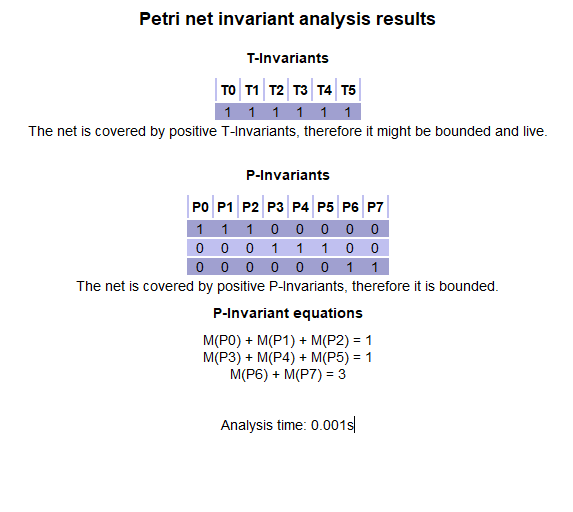 Petri net invariant analysis results
T-Invariants
T0 T1 T2 T3 T4 T5
1 1 1 1 1 1
The net is covered by positive T-Invariants, therefore it might be bounded and live.
P-Invariants
P0 P1 P2 P3 P4 P5 P6 P7
1 1 1 0 0 0 0 0
0 0 0 1 1 1 0 0
0 0 0 0 0 0 1 1
The net is covered by positive P-Invariants, therefore it is bounded.
P-Invariant equations
M(P0) + M(P1) + M(P2) = 1
M(P3) + M(P4) + M(P5) = 1
M(P6) + M(P7) = 3
Analysis time: 0.001s